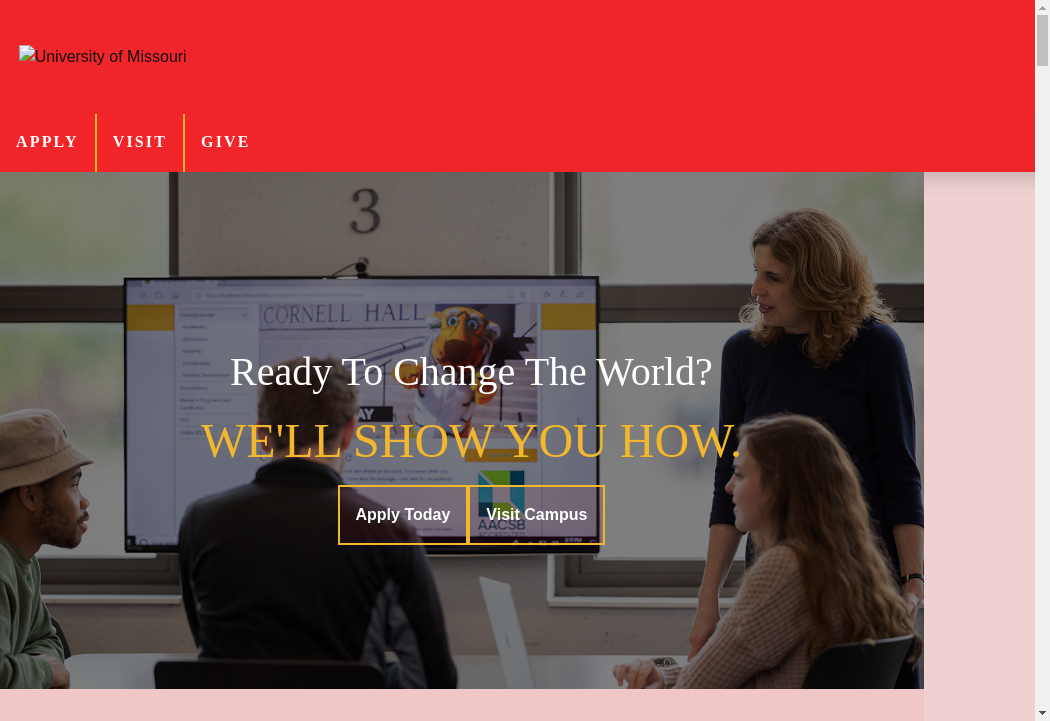 University of Missouri
APPLY
VISIT
GIVE
3
CORNELL HALL
Ready To Change The World?
WE'LL SHOW YOU HOW.
Apply Today
Visit Campus
AACSB